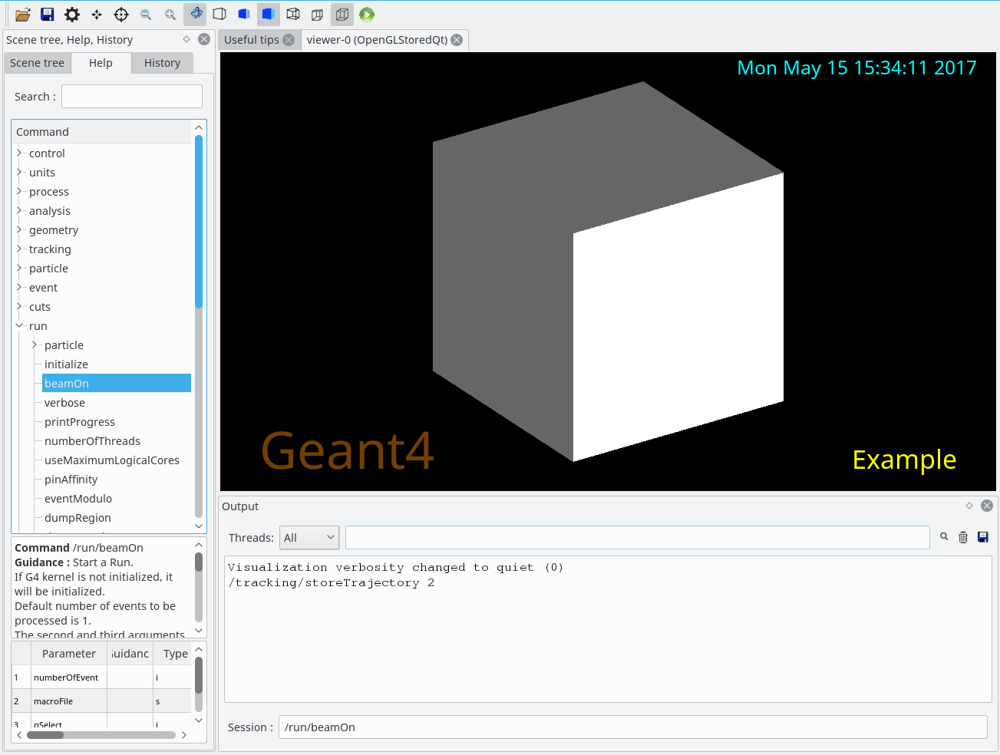 Scene tree, Help, History
Useful tips
viewer-0 (OpenGLStoredQt)
Scene tree
Help
History
Search :
Command
control
units
process
analysis
geometry
tracking
particle
event
cuts
run
particle
initialize
beamOn
verbose
printProgress
numberOfThreads
useMaximumLogicalCores
pinAffinity
eventModulo
dumpRegion
Command /run/beamOn
Guidance : Start a Run.
If G4 kernel is not initialized, it
will be initialized.
Default number of events to be
processed is 1.
The second and third arguments
Parameter
Type
1 numberOfEvent i
2 macroFile s
3 nSelect i
Mon May 15 15:34:11 2017
Geant4
Example
Output
Threads: All
Visualization verbosity changed to quiet (0)
/tracking/storeTrajectory 2
Session : /run/beamOn